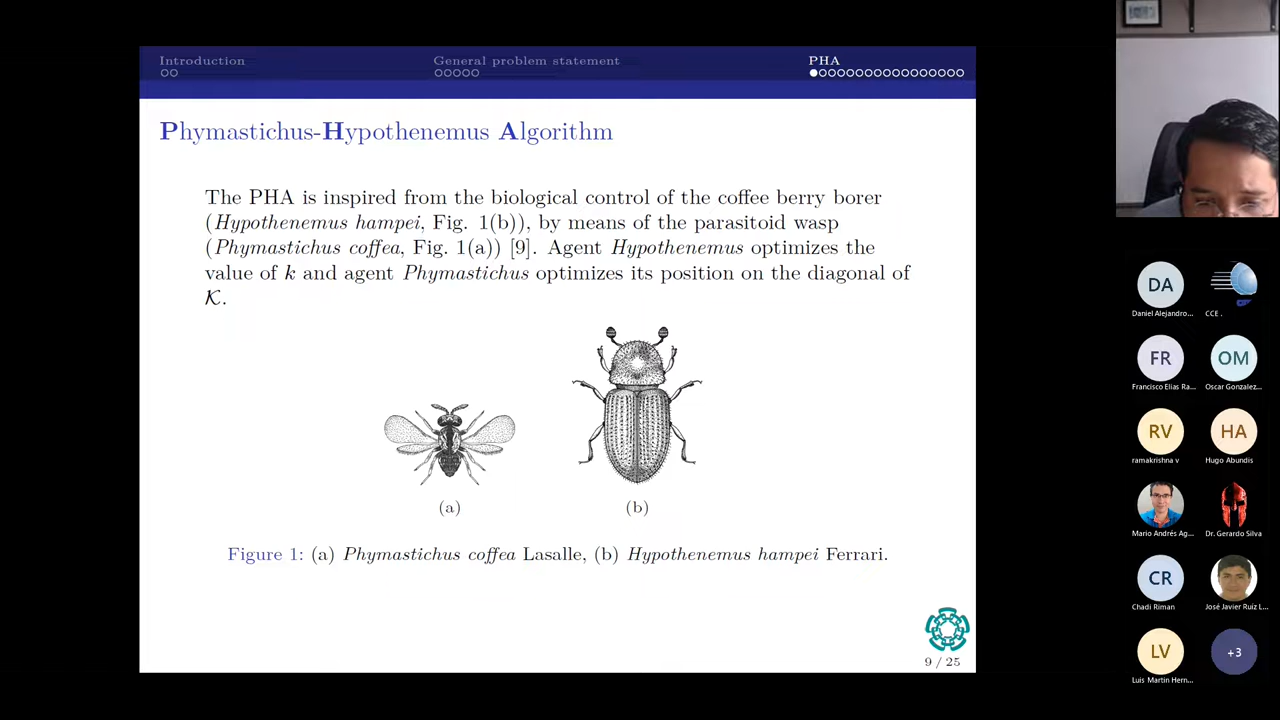 Introduction
General problem statement
PHA
Phymastichus-Hypothenemus Algorithm
The PHA is inspired from the biological control of the coffee berry borer
(Hypothenemus hampei, Fig. 1(b)), by means of the parasitoid wasp
(Phymastichus coffea, Fig. 1(a)) [9]. Agent Hypothenemus optimizes the
value of k and agent Phymastichus optimizes its position on the diagonal of
𝒦.
(a)
(b)
Figure 1: (a) Phymastichus coffea Lasalle, (b) Hypothenemus hampei Ferrari.
9 / 25
DA
Daniel Alejandro...
CCE .
FR
Francisco Elias Ra...
OM
Oscar Gonzalez...
RV
ramakrishna v
HA
Hugo Abundis
Mario Andrés Ag...
Dr. Gerardo Silva
CR
Chadi Riman
José Javier Ruíz L...
LV
Luis Martin Hern...
+3